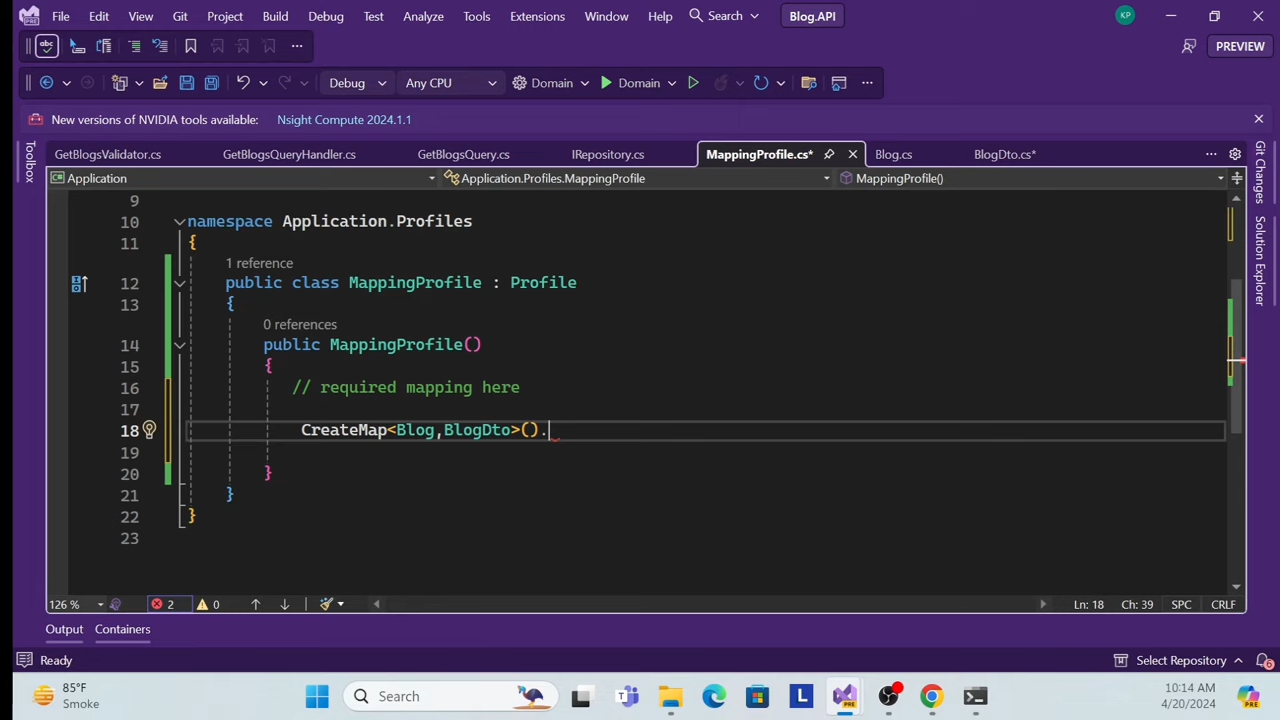 File Edit View Git Project Build Debug Test Analyze Tools Extensions Window Help Search Blog.API KP
abc PREVIEW
Debug Any CPU Domain Domain
New versions of NVIDIA tools available: Nsight Compute 2024.1.1
Toolbox
GetBlogsValidator.cs GetBlogsQueryHandler.cs GetBlogsQuery.cs IRepository.cs MappingProfile.cs* Blog.cs BlogDto.cs*
Git Changes
Solution Explorer
Application Application.Profiles.MappingProfile MappingProfile()
9
10 namespace Application.Profiles
11 {
1 reference
12 public class MappingProfile : Profile
13 {
0 references
14 public MappingProfile()
15 {
16 // required mapping here
17
18 CreateMap<Blog,BlogDto>().
19
20 }
21 }
22 }
23
126 % 2 0 Ln: 18 Ch: 39 SPC CRLF
Output Containers
Ready Select Repository 6
85°F
Smoke
Search
L
PRE
10:14 AM
4/20/2024
PRE